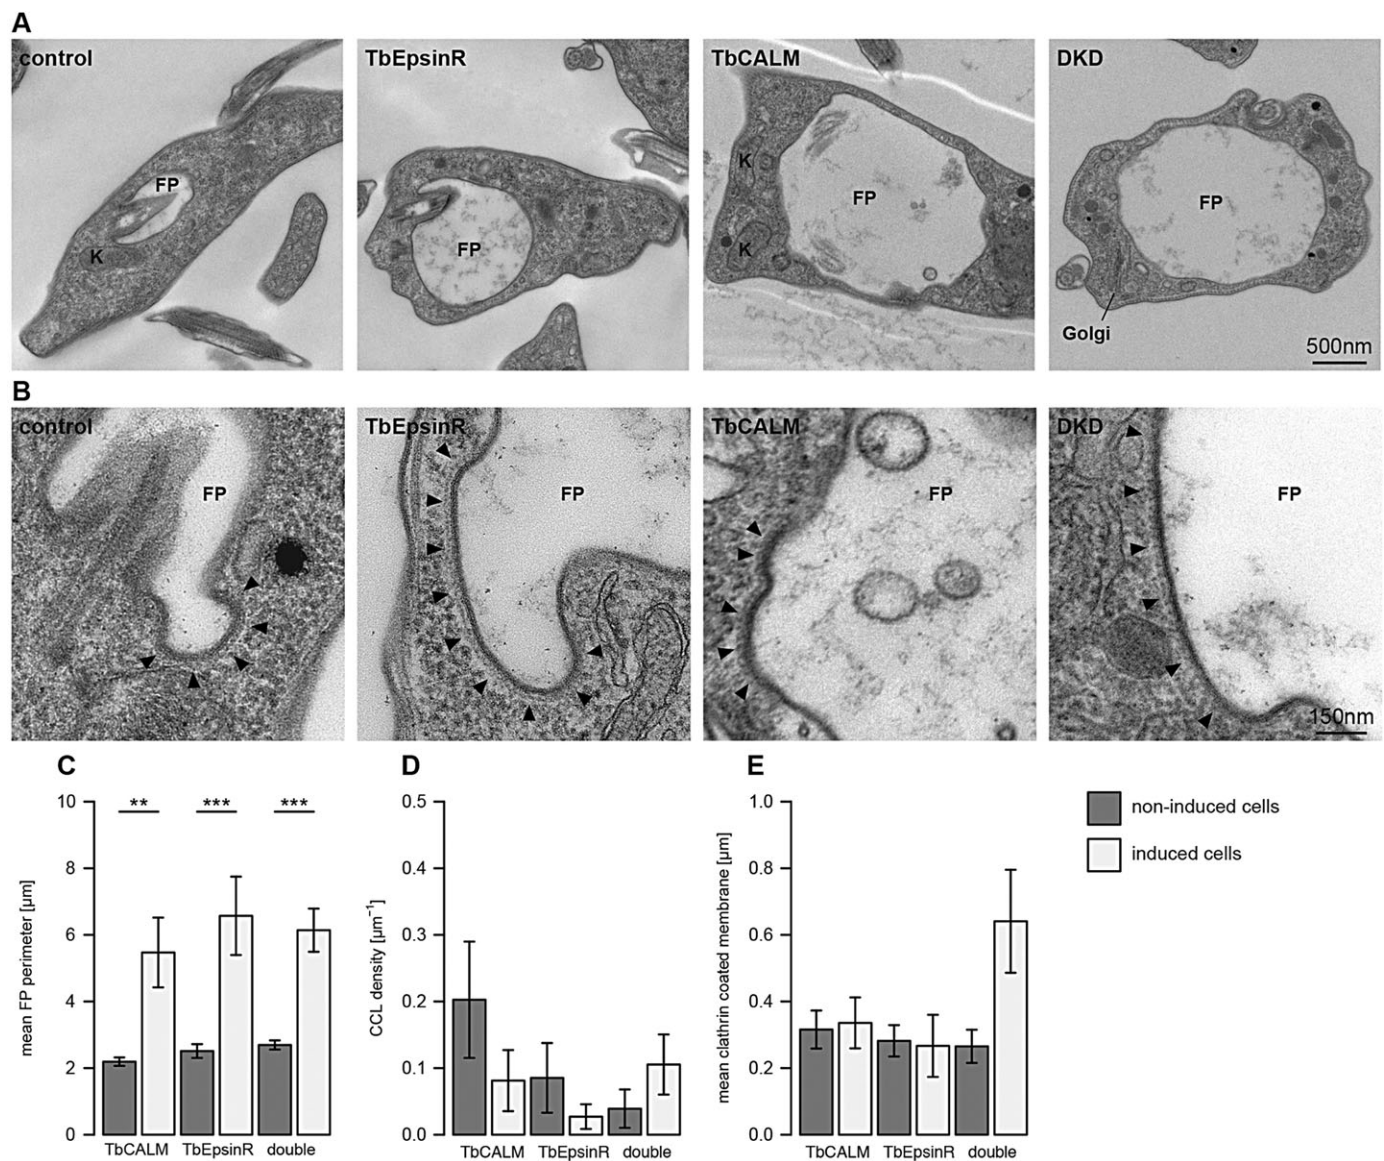 A
control
TbEpsinR
TbCALM
DKD
FP
K
FP
K
K
FP
FP
Golgi
500nm
B
control
TbEpsinR
TbCALM
DKD
FP
FP
FP
FP
150nm
C
D
E
mean FP perimeter [µm]
10
8
6
4
2
0
**
***
***
TbCALM
TbEpsinR
double
CCL density [µm⁻¹]
0.5
0.4
0.3
0.2
0.1
0.0
TbCALM
TbEpsinR
double
mean clathrin coated membrane [µm]
1.0
0.8
0.6
0.4
0.2
0.0
TbCALM
TbEpsinR
double
non-induced cells
induced cells